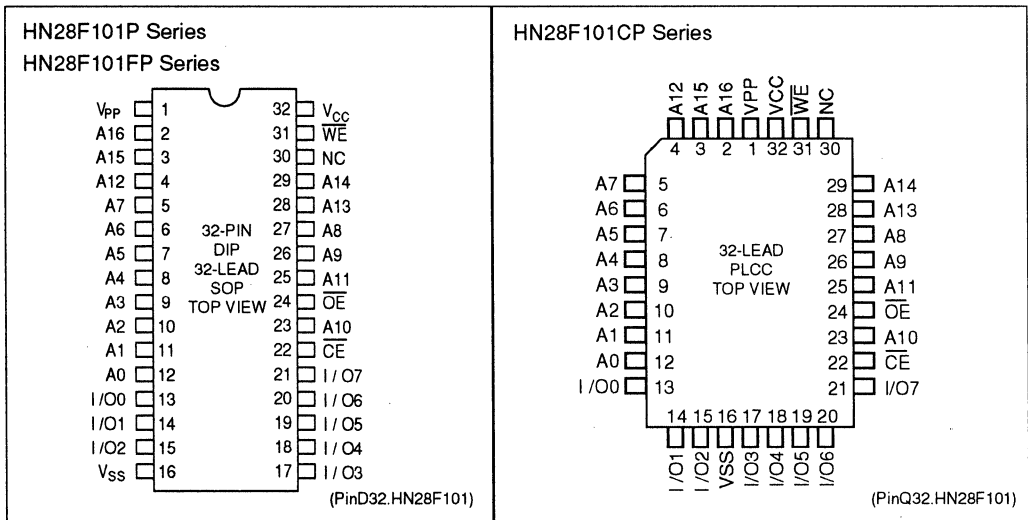 HN28F101P Series
HN28F101FP Series
VPP 1 32 VCC
A16 2 31 W̅E̅
A15 3 30 NC
A12 4 29 A14
A7 5 28 A13
A6 6 27 A8
A5 7 26 A9
A4 8 25 A11
A3 9 24 O̅E̅
A2 10 23 A10
A1 11 22 C̅E̅
A0 12 21 I/O7
I/O0 13 20 I/O6
I/O1 14 19 I/O5
I/O2 15 18 I/O4
VSS 16 17 I/O3
32-PIN
DIP
32-LEAD
SOP
TOP VIEW
(PinD32.HN28F101)
HN28F101CP Series
A12 A15 A16 VPP VCC W̅E̅ NC
4 3 2 1 32 31 30
A7 5 29 A14
A6 6 28 A13
A5 7 27 A8
A4 8 26 A9
A3 9 25 A11
A2 10 24 O̅E̅
A1 11 23 A10
A0 12 22 C̅E̅
I/O0 13 21 I/O7
32-LEAD
PLCC
TOP VIEW
14 15 16 17 18 19 20
I/O1 I/O2 VSS I/O3 I/O4 I/O5 I/O6
(PinQ32.HN28F101)